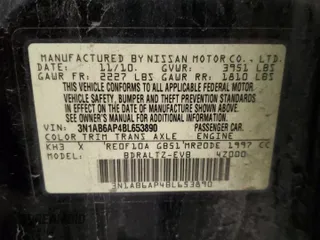 MANUFACTURED BY NISSAN MOTOR CO., LTD.
DATE: 11/10. GVWR: 3951 LBS
GAWR FR: 2227 LBS GAWR RR: 1810 LBS
THIS VEHICLE CONFORMS TO ALL APPLICABLE
FEDERAL MOTOR
VEHICLE SAFETY, BUMPER, AND THEFT PREVENTION STANDARDS
IN EFFECT ON THE DATE OF MANUFACTURE SHOWN ABOVE.
SEE OWNER'S MANUAL FOR ADDITIONAL INFORMATION
VIN: 3N1AB6AP4BL653890 PASSENGER CAR.
COLOR TRIM TRANS AXLE ENGINE
KH3 X RE0F10A GB51 MR20DE 1997 CC
MODEL: BDRALTZ-EVB 4Z000
3N1AB6AP4BL653890